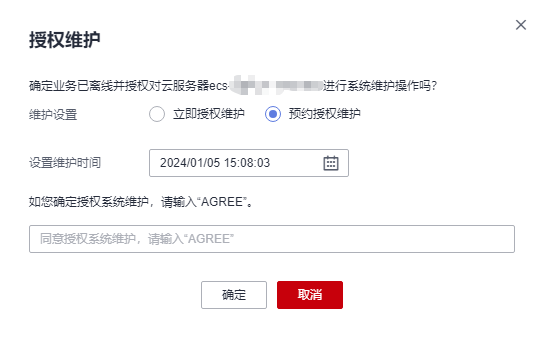 授权维护
确定业务已离线并授权对云服务器ecs-进行系统维护操作吗？
维护设置 立即授权维护 预约授权维护
设置维护时间 2024/01/05 15:08:03
如您确定授权系统维护，请输入“AGREE”。
同意授权系统维护，请输入“AGREE”
确定 取消